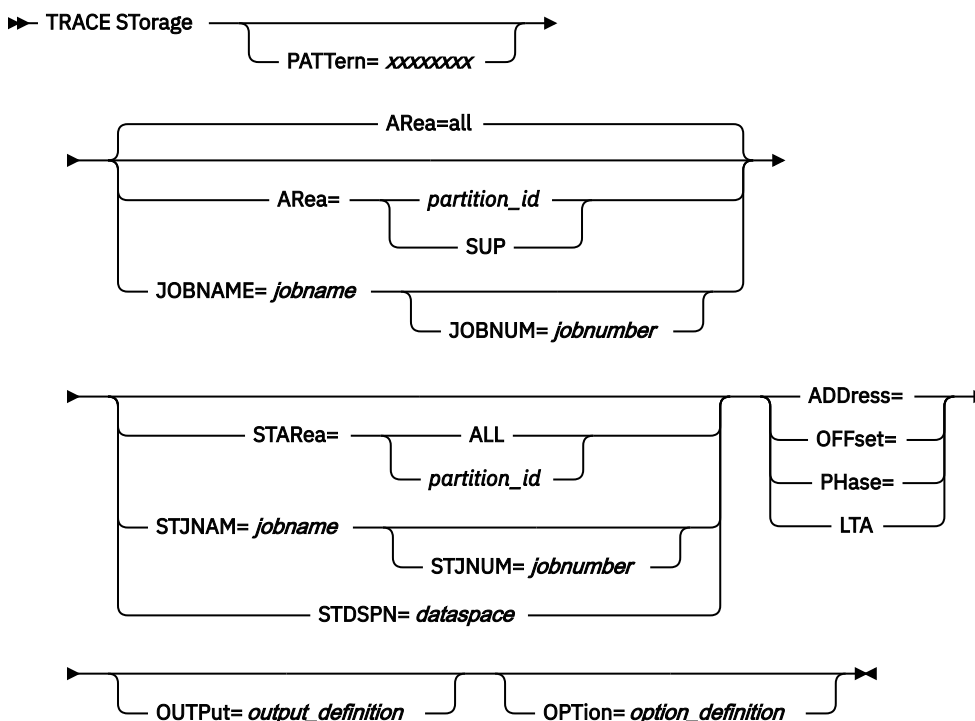 TRACE STorage
PATTern= xxxxxxxx
ARea=all
ARea= partition_id
SUP
JOBNAME= jobname
JOBNUM= jobnumber
ADDress=
STARea= ALL
OFFset=
partition_id
PHase=
STJNAM= jobname
LTA
STJNUM= jobnumber
STDSPN= dataspace
OUTPut= output_definition
OPTion= option_definition